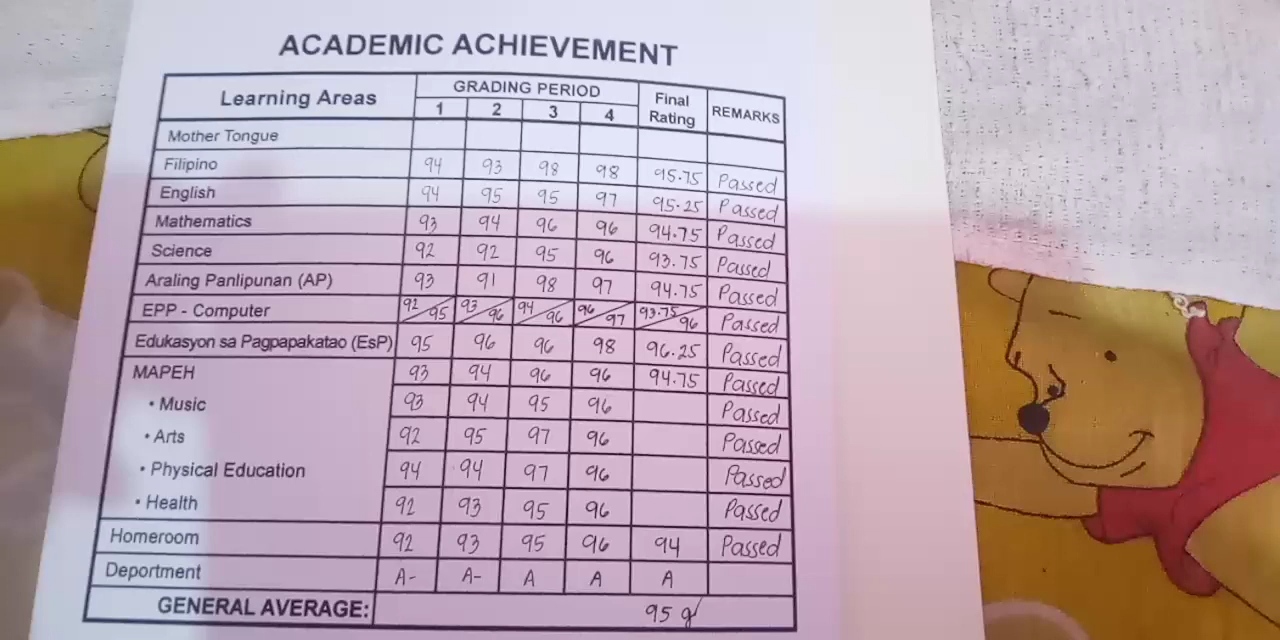 ACADEMIC ACHIEVEMENT
Learning Areas GRADING PERIOD Final Rating REMARKS
1 2 3 4
Mother Tongue
Filipino 94 93 98 98 95.75 Passed
English 94 95 95 97 95.25 Passed
Mathematics 93 94 96 96 94.75 Passed
Science 92 92 95 96 93.75 Passed
Araling Panlipunan (AP) 93 91 98 97 94.75 Passed
EPP - Computer 92/95 93/96 94/96 96/97 93.75/96 Passed
Edukasyon sa Pagpapakatao (EsP) 95 96 96 98 96.25 Passed
MAPEH 93 94 96 96 94.75 Passed
• Music 93 94 95 96 Passed
• Arts 92 95 97 96 Passed
• Physical Education 94 94 97 96 Passed
• Health 92 93 95 96 Passed
Homeroom 92 93 95 96 94 Passed
Deportment A- A- A A A
GENERAL AVERAGE: 95